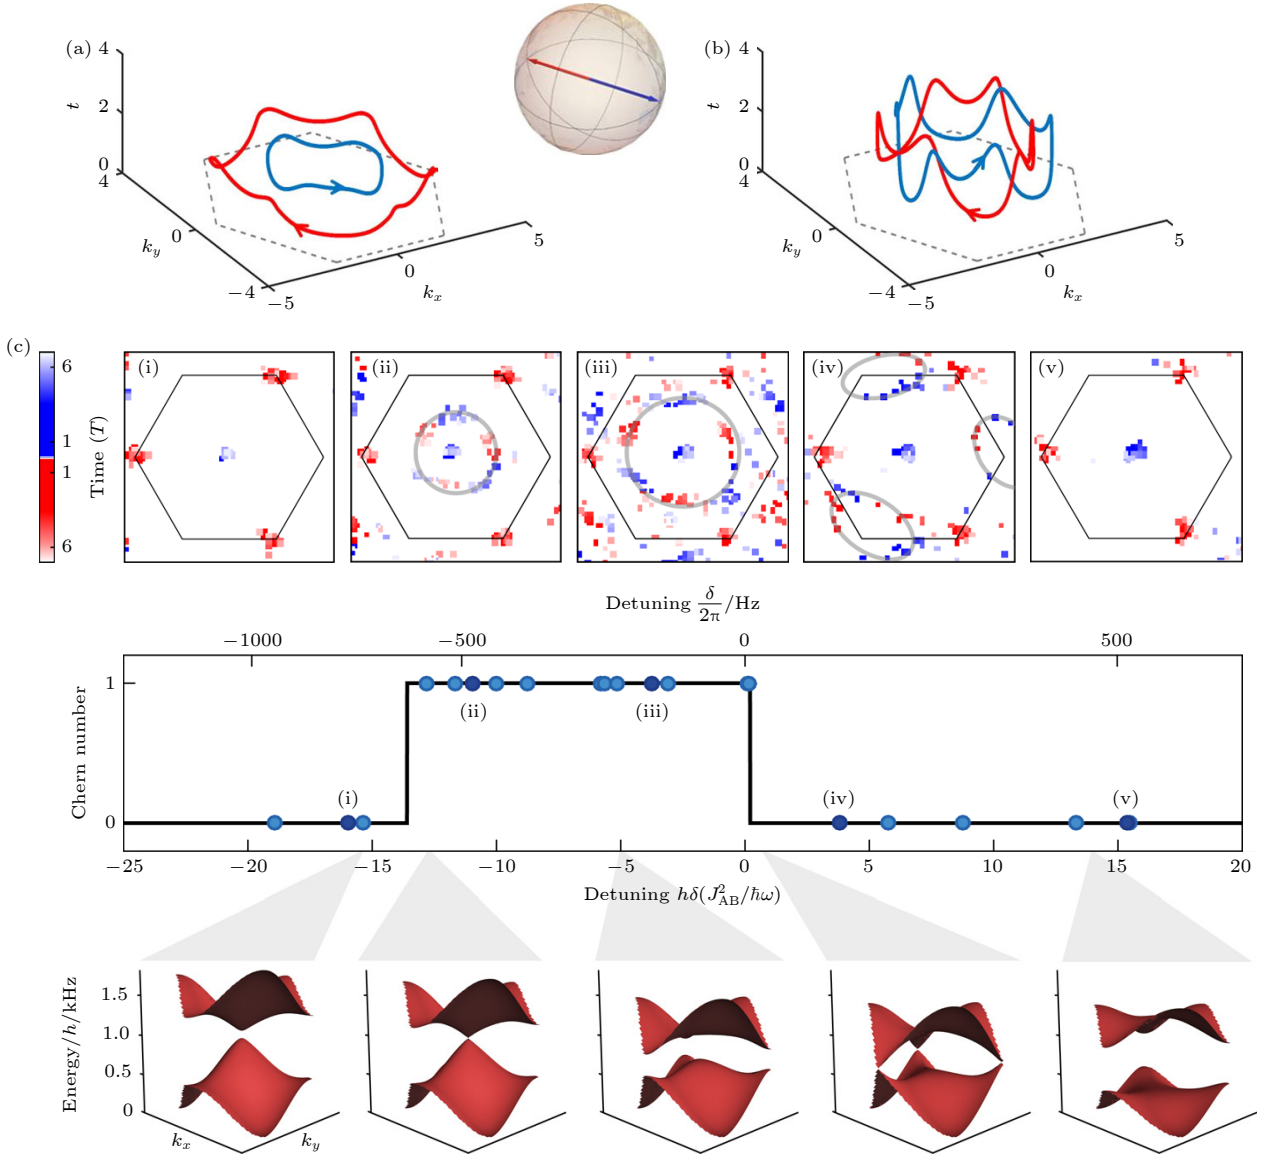 (a)
4
2
0
t
4
0
−4
k_y
−5
0
5
k_x
(b)
4
2
0
t
4
0
−4
k_y
−5
0
5
k_x
(c)
6
1
1
6
Time (T)
(i)
(ii)
(iii)
(iv)
(v)
Detuning δ/2π/Hz
−1000
−500
0
500
1
0
Chern number
(i)
(ii)
(iii)
(iv)
(v)
−25
−20
−15
−10
−5
0
5
10
15
20
Detuning hδ(J²_AB/ℏω)
1.5
1.0
0.5
0
Energy/h/kHz
k_x
k_y